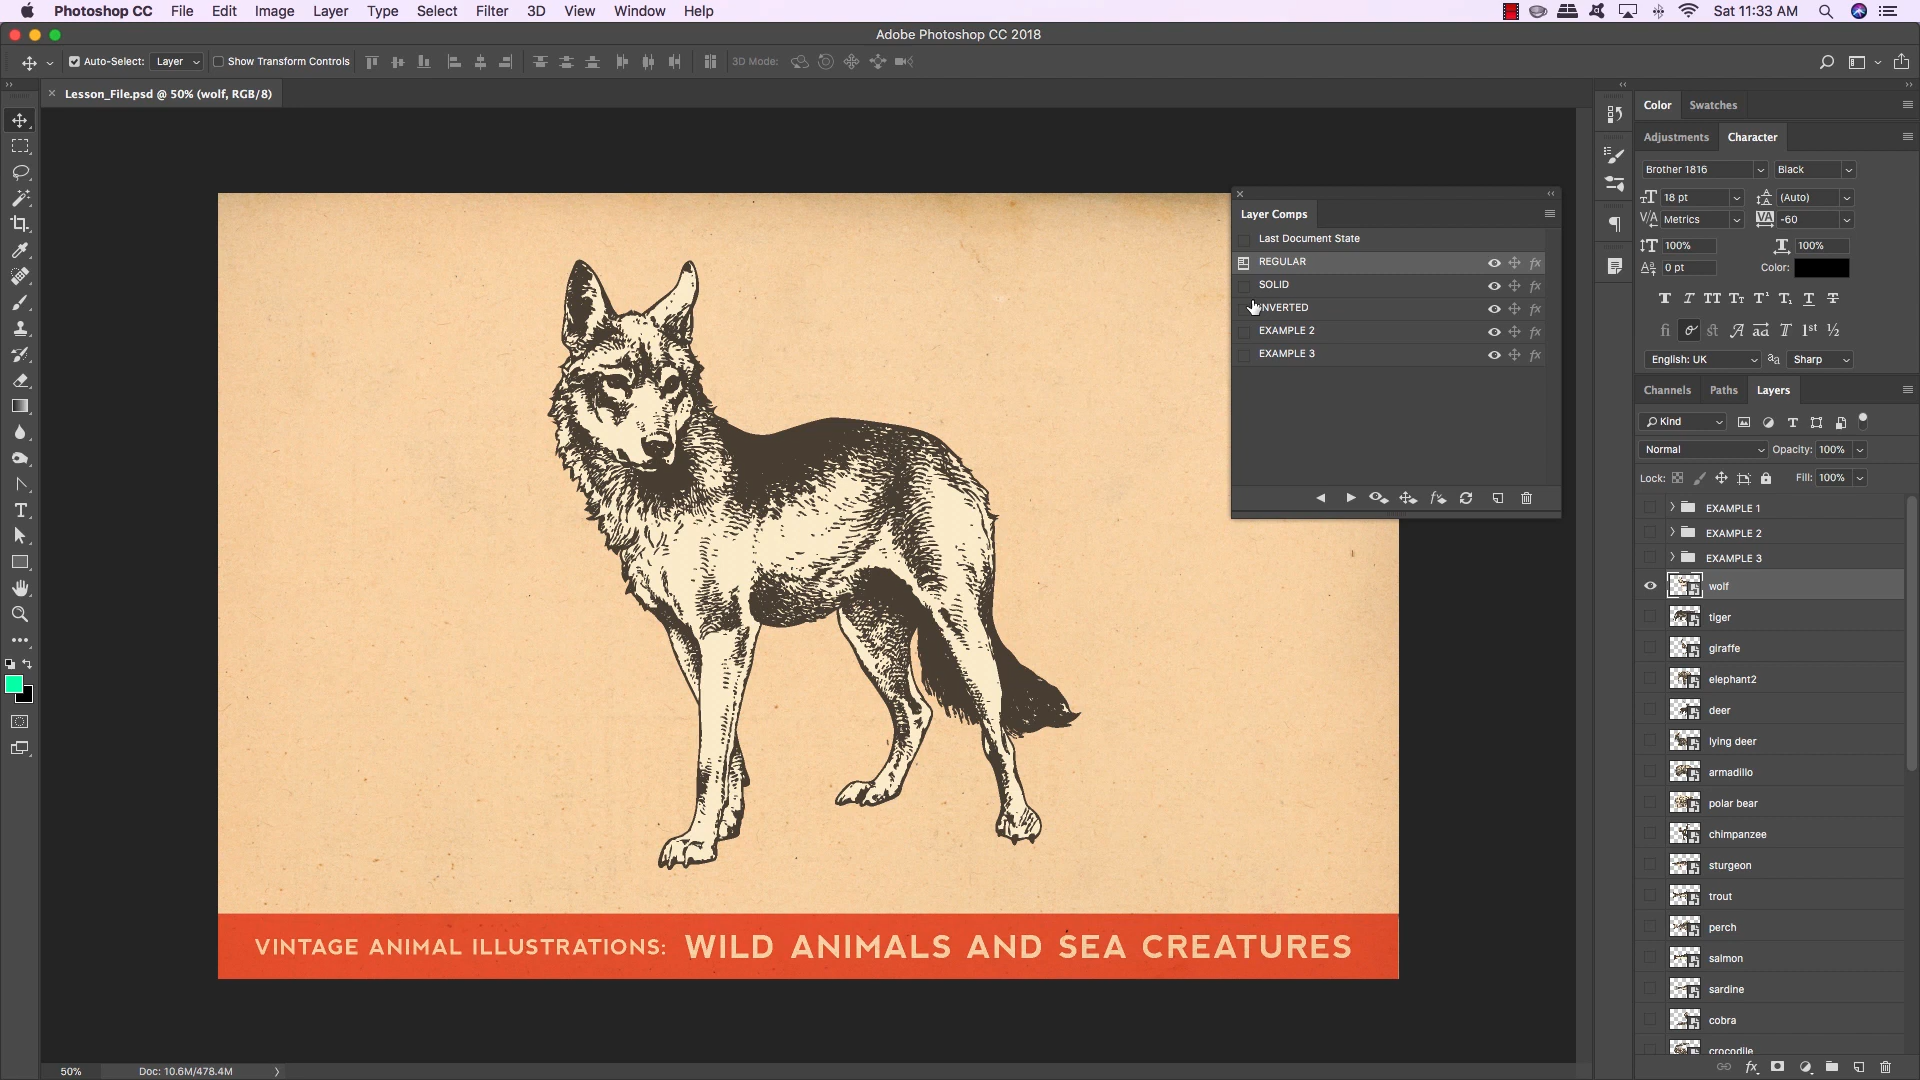 Photoshop CC File Edit Image Layer Type Select Filter 3D View Window Help
Sat 11:33 AM
Adobe Photoshop CC 2018
Auto-Select: Layer Show Transform Controls 3D Mode:
Lesson_File.psd @ 50% (wolf, RGB/8)
VINTAGE ANIMAL ILLUSTRATIONS: WILD ANIMALS AND SEA CREATURES
50% Doc: 10.6M/478.4M
Layer Comps
Last Document State
REGULAR
SOLID
INVERTED
EXAMPLE 2
EXAMPLE 3
Color Swatches
Adjustments Character
Brother 1816 Black
18 pt (Auto)
Metrics -60
100% 100%
0 pt Color:
English: UK Sharp
Channels Paths Layers
Kind
Normal Opacity: 100%
Lock: Fill: 100%
EXAMPLE 1
EXAMPLE 2
EXAMPLE 3
wolf
tiger
giraffe
elephant2
deer
lying deer
armadillo
polar bear
chimpanzee
sturgeon
trout
perch
salmon
sardine
cobra
crocodile